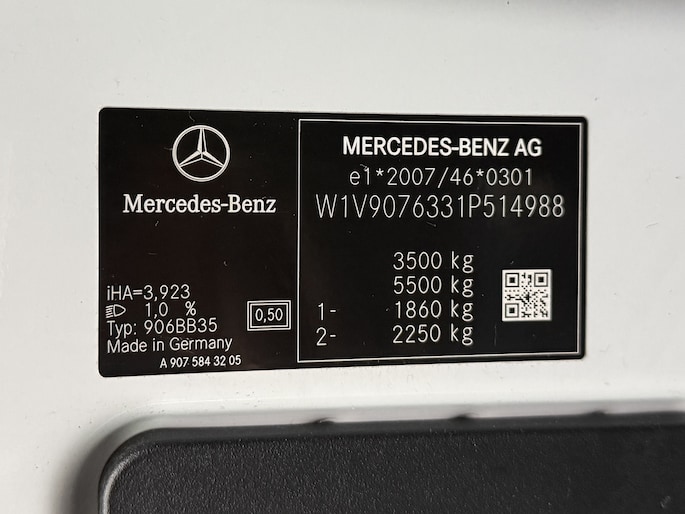 Mercedes-Benz
iHA=3,923
1,0 %
Typ: 906BB35
Made in Germany
0,50
A 907 584 32 05
MERCEDES-BENZ AG
e1*2007/46*0301
W1V9076331P514988
3500 kg
5500 kg
1- 1860 kg
2- 2250 kg